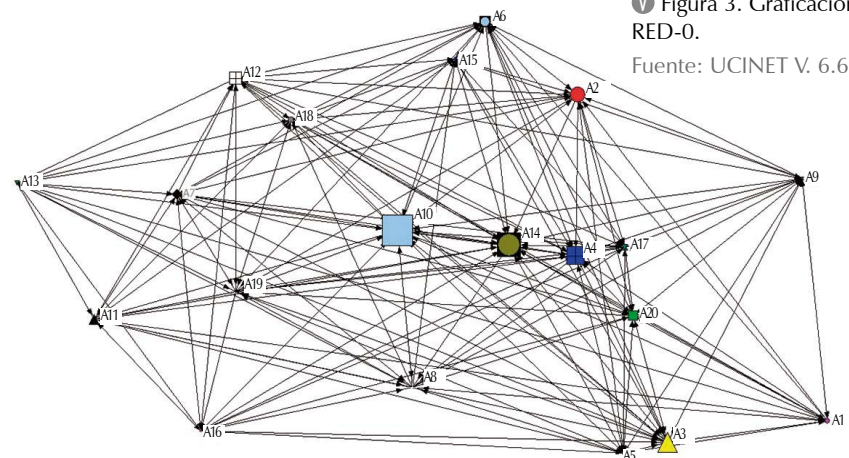 Figura 3. Graficación
RED-0.
Fuente: UCINET V. 6.6
A6
A15
A12
A2
A18
A13
A7
A9
A10
A14
A4
A17
A19
A11
A20
A8
A16
A3
A5
A1